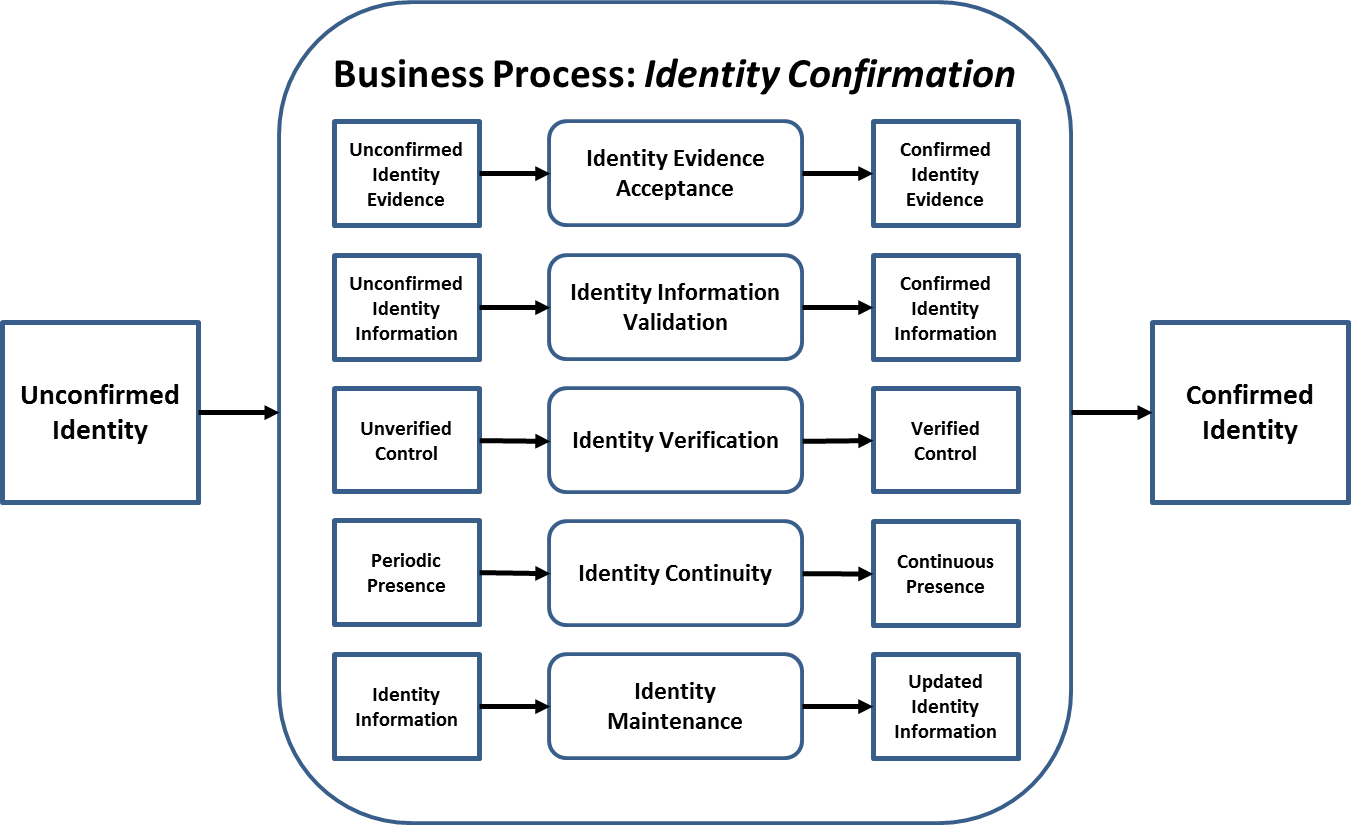 Business Process: Identity Confirmation
Unconfirmed
Identity
Evidence
Identity Evidence
Acceptance
Confirmed
Identity
Evidence
Unconfirmed
Identity
Information
Identity Information
Validation
Confirmed
Identity
Information
Unconfirmed
Identity
Unverified
Control
Identity Verification
Verified
Control
Confirmed
Identity
Periodic
Presence
Identity Continuity
Continuous
Presence
Identity
Information
Identity
Maintenance
Updated
Identity
Information